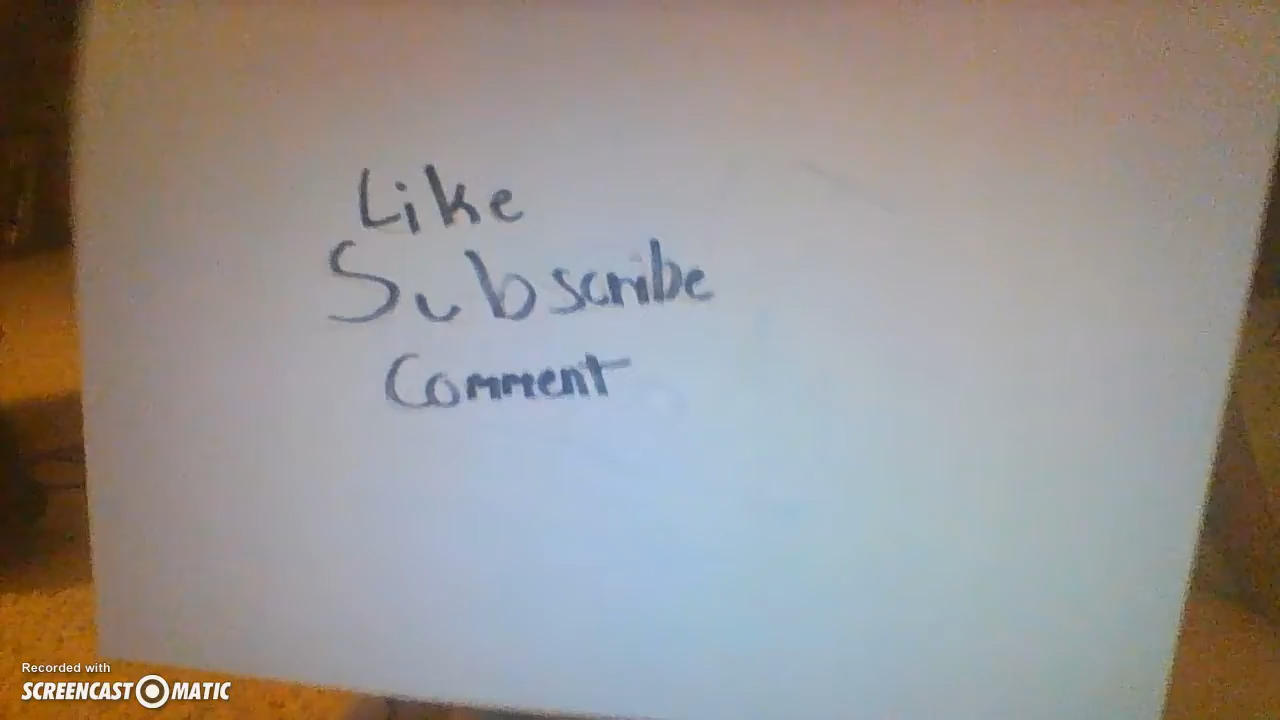 Like
Subscribe
Comment
Recorded with
SCREENCAST-O-MATIC